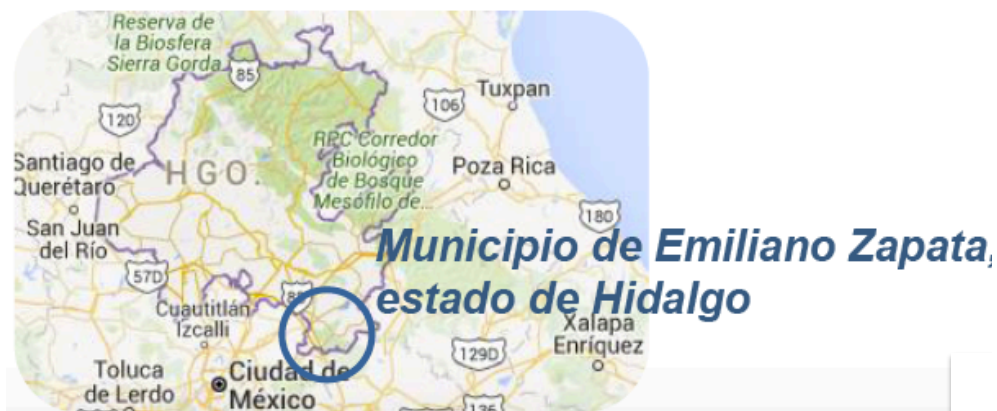 Reserva de
la Biosfera
Sierra Gorda
85
Tuxpan
106
120
RPC Corredor
Biológico
de Bosque
Mesófilo de...
Santiago de
Querétaro
HGO.
Poza Rica
San Juan
del Río
180
Municipio de Emiliano Zapata,
estado de Hidalgo
57D
Cuautitlán
Izcalli
Xalapa
Enríquez
129D
Toluca
de Lerdo
Ciudad de
México
136